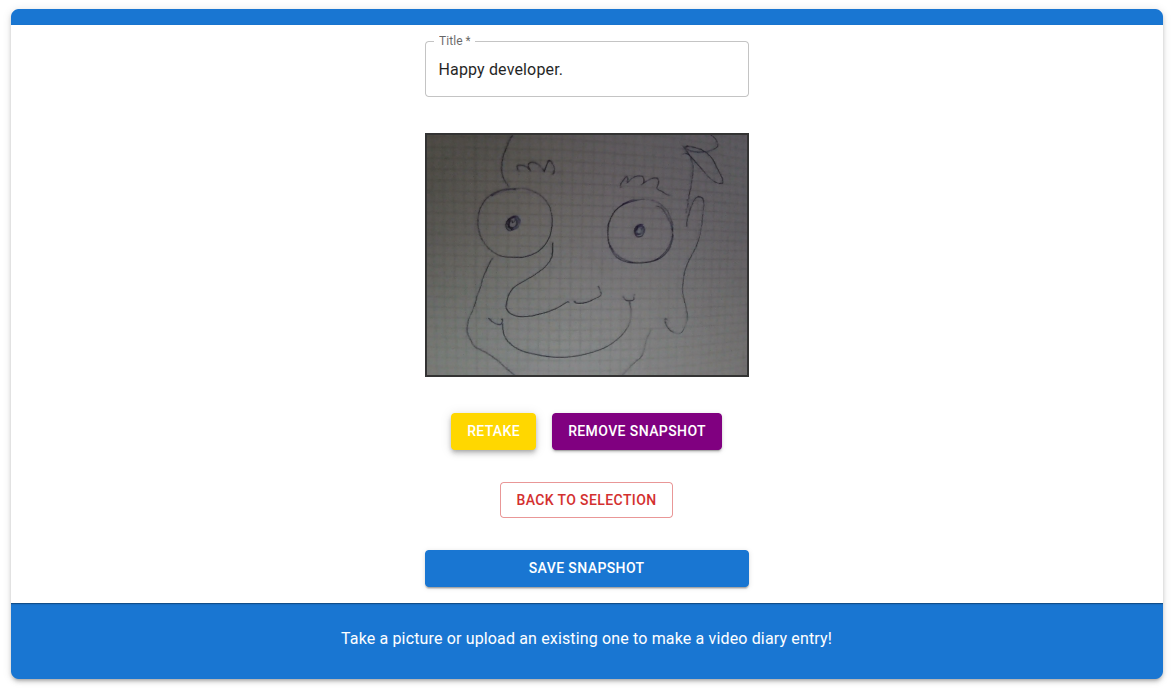 Title *
Happy developer.
RETAKE REMOVE SNAPSHOT
BACK TO SELECTION
SAVE SNAPSHOT
Take a picture or upload an existing one to make a video diary entry!